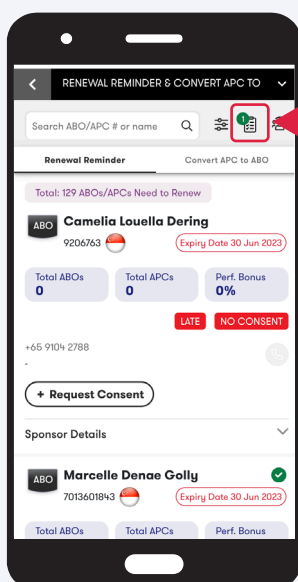 RENEWAL REMINDER & CONVERT APC TO
Search ABO/APC # or name
1
Renewal Reminder
Convert APC to ABO
Total: 129 ABOs/APCs Need to Renew
ABO
Camelia Louella Dering
9206763
Expiry Date 30 Jun 2023
Total ABOs
Total APCs
Perf. Bonus
0
0
0%
LATE
NO CONSENT
+65 9104 2788
-
+ Request Consent
Sponsor Details
ABO
Marcelle Denae Golly
7013601843
Expiry Date 30 Jun 2023
Total ABOs
Total APCs
Perf. Bonus